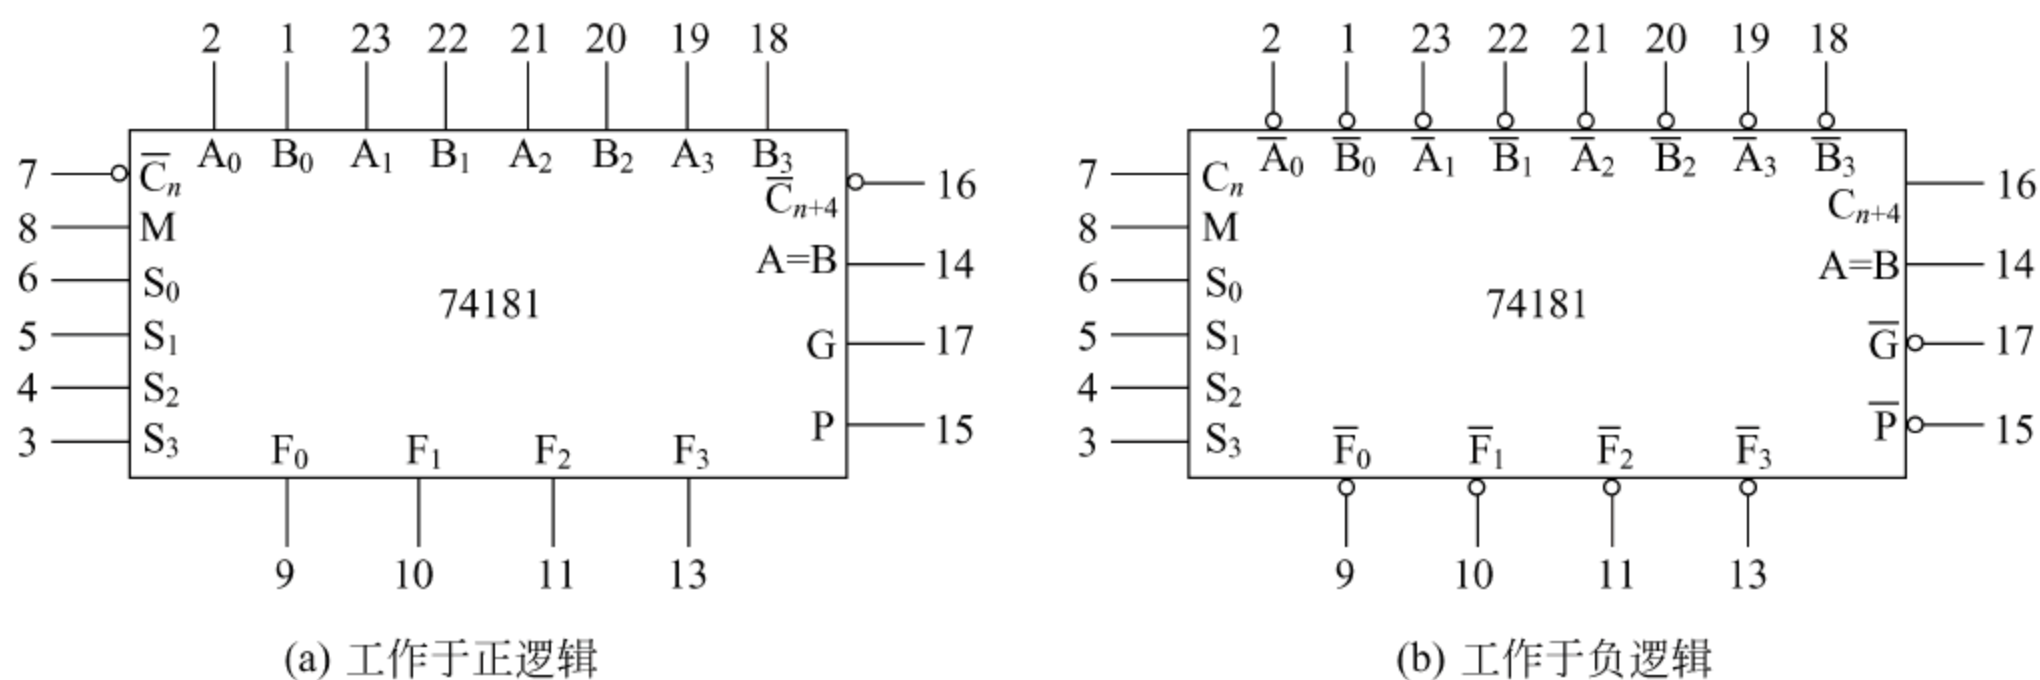 2 1 23 22 21 20 19 18 2 1 23 22 21 20 19 18
A₀ B₀ A₁ B₁ A₂ B₂ A₃ B₃ A̅₀ B̅₀ A̅₁ B̅₁ A̅₂ B̅₂ A̅₃ B̅₃
7 C̅ₙ C̅ₙ₊₄ 16 7 Cₙ Cₙ₊₄ 16
8 M 8 M
A=B 14 A=B 14
6 S₀ 74181 6 S₀ 74181
5 S₁ G 17 5 S₁ G̅ 17
4 S₂ 4 S₂
3 S₃ P 15 3 S₃ P̅ 15
F₀ F₁ F₂ F₃ F̅₀ F̅₁ F̅₂ F̅₃
9 10 11 13 9 10 11 13
(a) 工作于正逻辑 (b) 工作于负逻辑